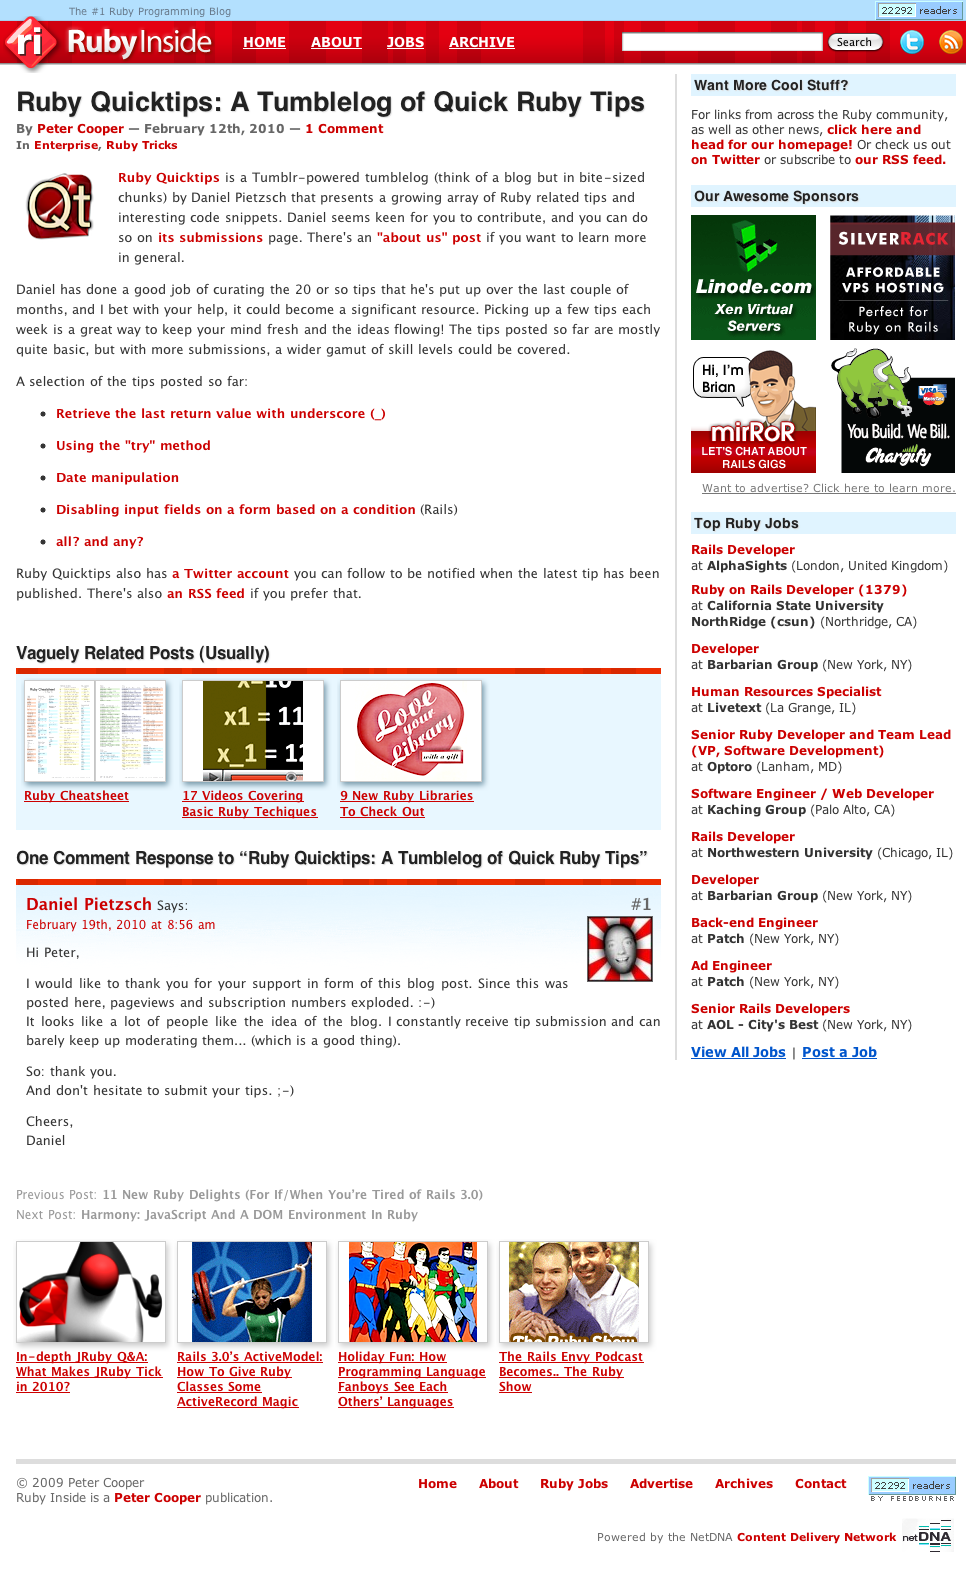 The #1 Ruby Programming Blog
22292 readers
ri RubyInside
HOME ABOUT JOBS ARCHIVE
Search
Ruby Quicktips: A Tumblelog of Quick Ruby Tips
By Peter Cooper — February 12th, 2010 — 1 Comment
In Enterprise, Ruby Tricks
Qt
Ruby Quicktips is a Tumblr-powered tumblelog (think of a blog but in bite-sized
chunks) by Daniel Pietzsch that presents a growing array of Ruby related tips and
interesting code snippets. Daniel seems keen for you to contribute, and you can do
so on its submissions page. There's an "about us" post if you want to learn more
in general.
Daniel has done a good job of curating the 20 or so tips that he's put up over the last couple of
months, and I bet with your help, it could become a significant resource. Picking up a few tips each
week is a great way to keep your mind fresh and the ideas flowing! The tips posted so far are mostly
quite basic, but with more submissions, a wider gamut of skill levels could be covered.
A selection of the tips posted so far:
Retrieve the last return value with underscore (_)
Using the "try" method
Date manipulation
Disabling input fields on a form based on a condition (Rails)
all? and any?
Ruby Quicktips also has a Twitter account you can follow to be notified when the latest tip has been
published. There's also an RSS feed if you prefer that.
Vaguely Related Posts (Usually)
x=10
x1 = 11
x_1 = 12
Love your Library
with a gift
Ruby Cheatsheet
17 Videos Covering
Basic Ruby Techiques
9 New Ruby Libraries
To Check Out
One Comment Response to “Ruby Quicktips: A Tumblelog of Quick Ruby Tips”
Daniel Pietzsch Says:
#1
February 19th, 2010 at 8:56 am
Hi Peter,
I would like to thank you for your support in form of this blog post. Since this was
posted here, pageviews and subscription numbers exploded. :-)
It looks like a lot of people like the idea of the blog. I constantly receive tip submission and can
barely keep up moderating them... (which is a good thing).
So: thank you.
And don't hesitate to submit your tips. ;-)
Cheers,
Daniel
Previous Post: 11 New Ruby Delights (For If/When You’re Tired of Rails 3.0)
Next Post: Harmony: JavaScript And A DOM Environment In Ruby
The Ruby Show
In-depth JRuby Q&A:
What Makes JRuby Tick
in 2010?
Rails 3.0’s ActiveModel:
How To Give Ruby
Classes Some
ActiveRecord Magic
Holiday Fun: How
Programming Language
Fanboys See Each
Others’ Languages
The Rails Envy Podcast
Becomes.. The Ruby
Show
Want More Cool Stuff?
For links from across the Ruby community,
as well as other news, click here and
head for our homepage! Or check us out
on Twitter or subscribe to our RSS feed.
Our Awesome Sponsors
Linode.com
Xen Virtual
Servers
SILVERRACK
AFFORDABLE
VPS HOSTING
Perfect for
Ruby on Rails
Hi, I'm
Brian
mirRoR
LET'S CHAT ABOUT
RAILS GIGS
VISA
You Build. We Bill.
Chargify
Want to advertise? Click here to learn more.
Top Ruby Jobs
Rails Developer
at AlphaSights (London, United Kingdom)
Ruby on Rails Developer (1379)
at California State University
NorthRidge (csun) (Northridge, CA)
Developer
at Barbarian Group (New York, NY)
Human Resources Specialist
at Livetext (La Grange, IL)
Senior Ruby Developer and Team Lead
(VP, Software Development)
at Optoro (Lanham, MD)
Software Engineer / Web Developer
at Kaching Group (Palo Alto, CA)
Rails Developer
at Northwestern University (Chicago, IL)
Developer
at Barbarian Group (New York, NY)
Back-end Engineer
at Patch (New York, NY)
Ad Engineer
at Patch (New York, NY)
Senior Rails Developers
at AOL - City's Best (New York, NY)
View All Jobs | Post a Job
© 2009 Peter Cooper
Ruby Inside is a Peter Cooper publication.
Home About Ruby Jobs Advertise Archives Contact
22292 readers
BY FEEDBURNER
Powered by the NetDNA Content Delivery Network
netDNA